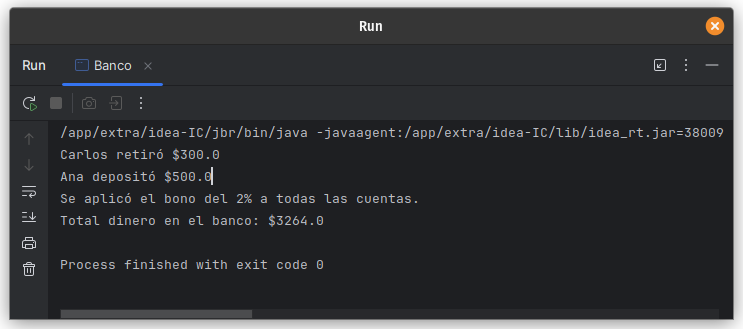 Run
Run Banco
/app/extra/idea-IC/jbr/bin/java -javaagent:/app/extra/idea-IC/lib/idea_rt.jar=38009
Carlos retiró $300.0
Ana depositó $500.0
Se aplicó el bono del 2% a todas las cuentas.
Total dinero en el banco: $3264.0
Process finished with exit code 0